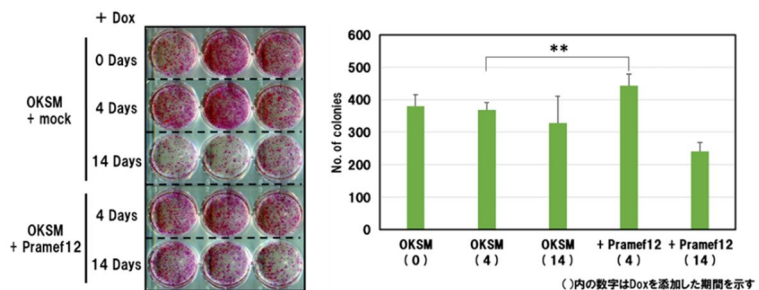 + Dox
OKSM
+ mock
0 Days
4 Days
14 Days
OKSM
+ Pramef12
4 Days
14 Days
No. of colonies
600
500
400
300
200
100
0
**
OKSM
(0)
OKSM
(4)
OKSM
(14)
+ Pramef12
(4)
+ Pramef12
(14)
()内の数字はDoxを添加した期間を示す